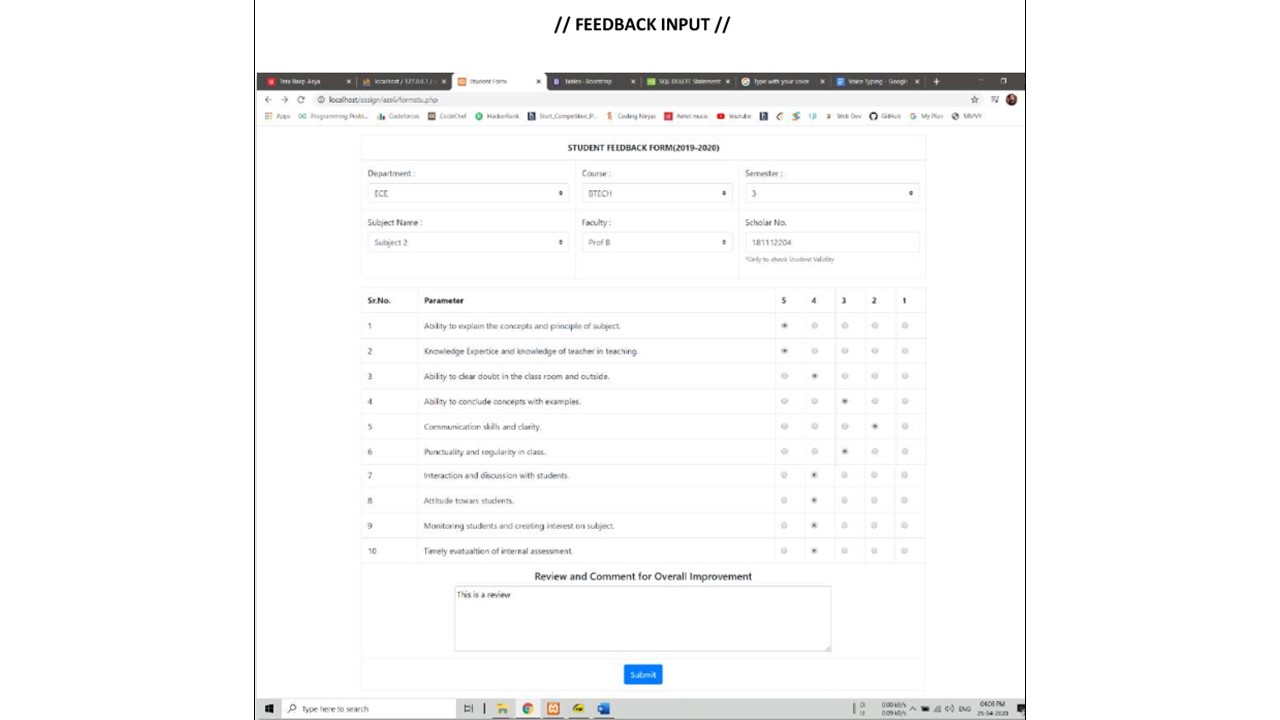 // FEEDBACK INPUT //
Tera Baap Aaya
localhost / 127.0.0.1 /
Student Form
Tables · Bootstrap
SQL DELETE Statement
Type with your voice
Voice Typing - Google
localhost/assign/ass6/formstu.php
Apps
Programming Probl...
Codeforces
CodeChef
HackerRank
Start_Competitive_P...
Coding Ninjas
Airtel music
Youtube
Web Dev
GitHub
My Plan
STUDENT FEEDBACK FORM(2019-2020)
Department : Course : Semester :
ECE BTECH 3
Subject Name : Faculty : Scholar No.
Subject 2 Prof B 181112204
*Only to check Student Validity
Sr.No. Parameter 5 4 3 2 1
1 Ability to explain the concepts and principle of subject.
2 Knowledge Expertice and knowledge of teacher in teaching.
3 Ability to clear doubt in the class room and outside.
4 Ability to conclude concepts with examples.
5 Communication skills and clarity.
6 Punctuality and regularity in class.
7 Interaction and discussion with students.
8 Attitude towars students.
9 Monitoring students and creating interest on subject.
10 Timely evatualtion of internal assessment.
Review and Comment for Overall Improvement
This is a review
Submit
Type here to search
0.00 kB/s
0.09 kB/s
ENG
04:06 PM
25-04-2020